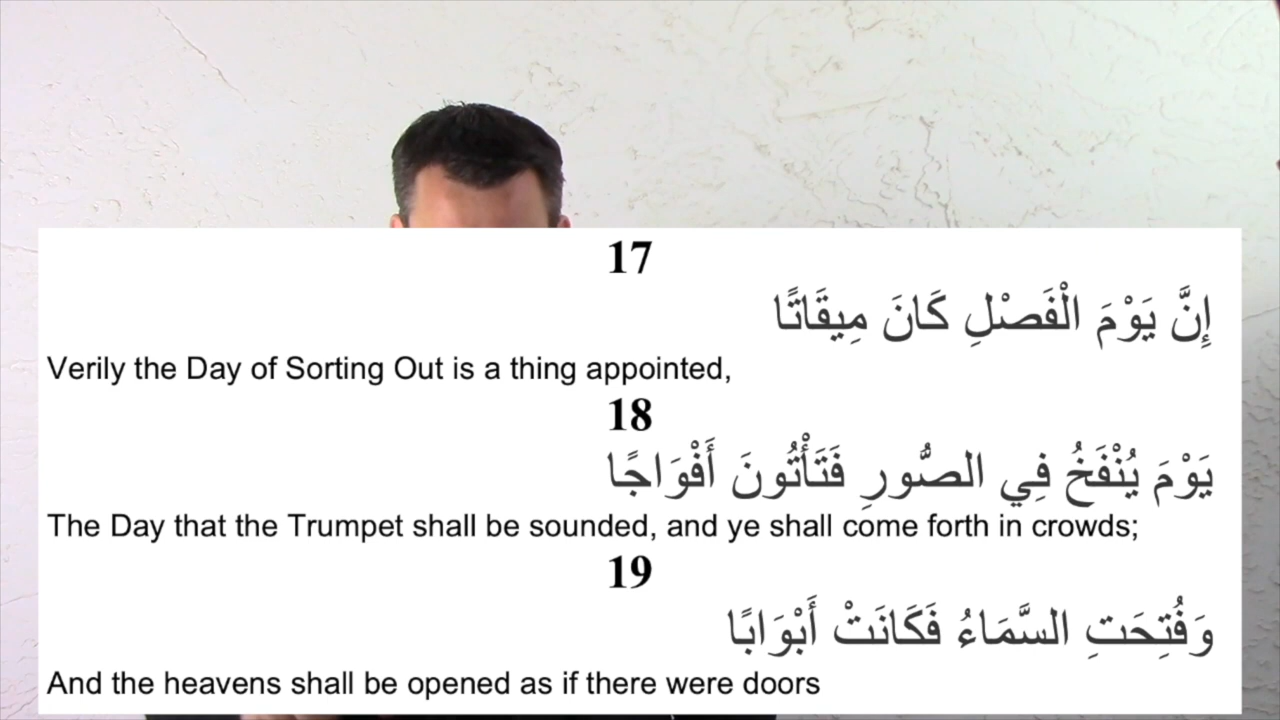 17
إِنَّ يَوْمَ الْفَصْلِ كَانَ مِيقَاتًا
Verily the Day of Sorting Out is a thing appointed,
18
يَوْمَ يُنْفَخُ فِي الصُّورِ فَتَأْتُونَ أَفْوَاجًا
The Day that the Trumpet shall be sounded, and ye shall come forth in crowds;
19
وَفُتِحَتِ السَّمَاءُ فَكَانَتْ أَبْوَابًا
And the heavens shall be opened as if there were doors